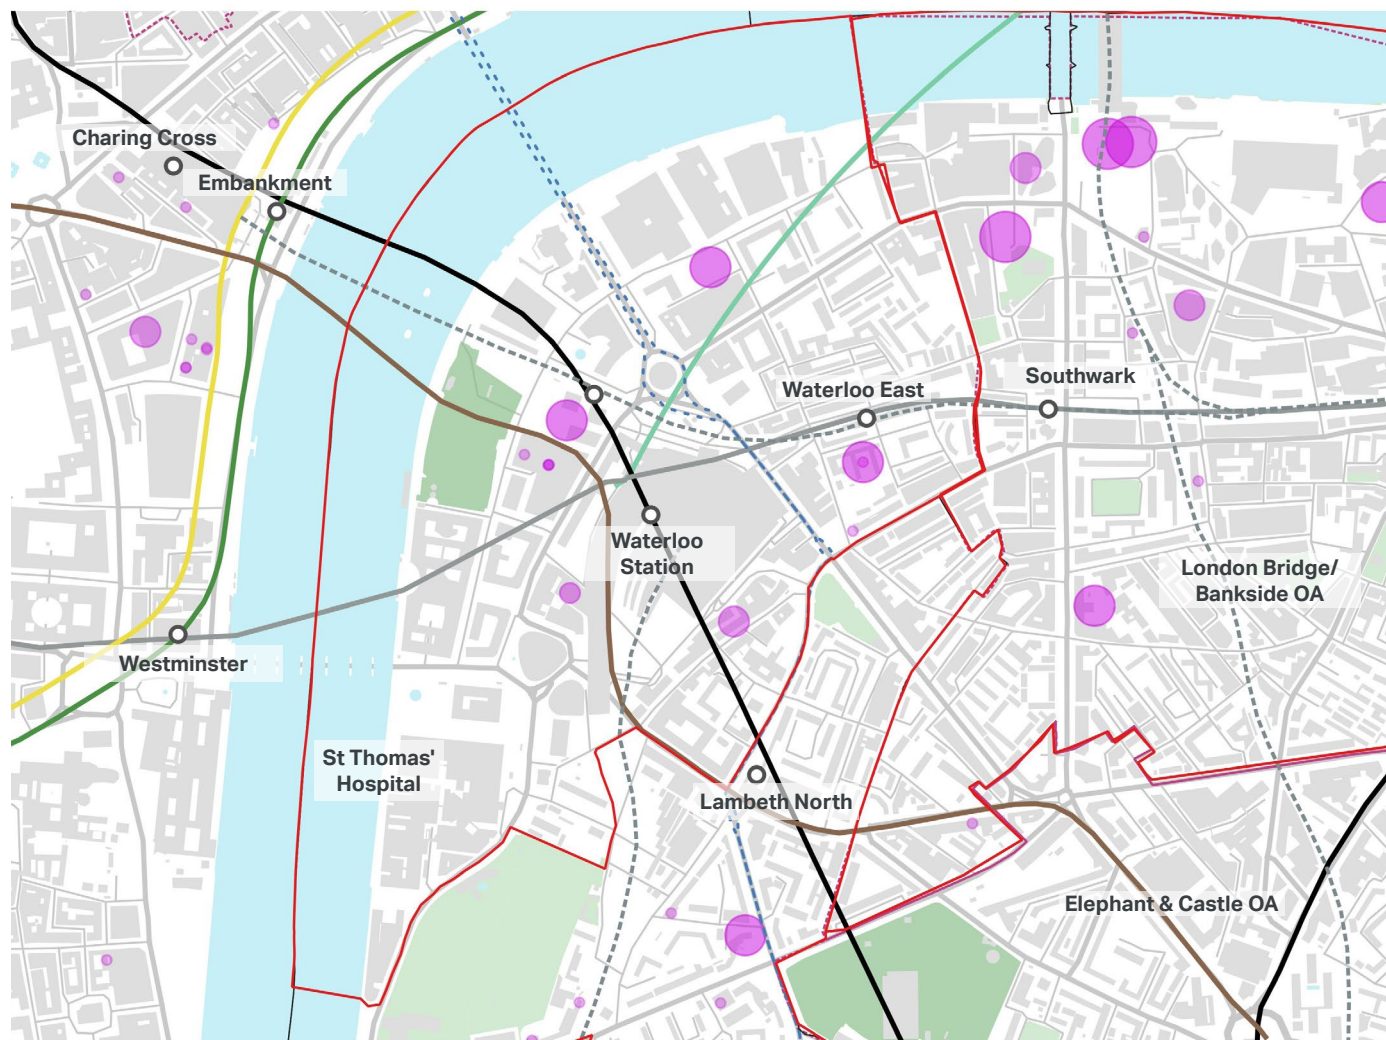 Charing Cross
Embankment
Waterloo East
Southwark
Waterloo
Station
London Bridge/
Bankside OA
Westminster
St Thomas'
Hospital
Lambeth North
Elephant & Castle OA